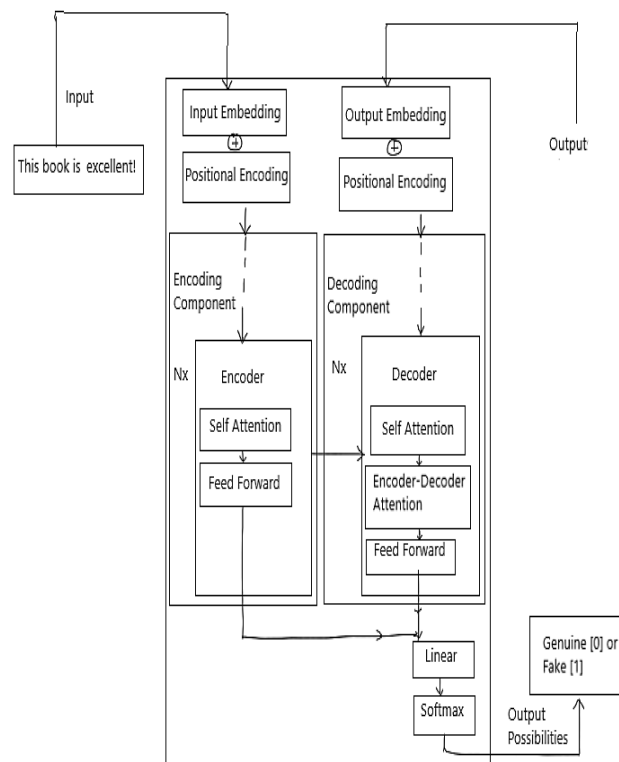 Input
This book is excellent!
Input Embedding
+
Positional Encoding
Output Embedding
+
Positional Encoding
Output
Encoding
Component
Nx
Encoder
Self Attention
Feed Forward
Decoding
Component
Nx
Decoder
Self Attention
Encoder-Decoder
Attention
Feed Forward
Linear
Softmax
Output
Possibilities
Genuine [0] or
Fake [1]